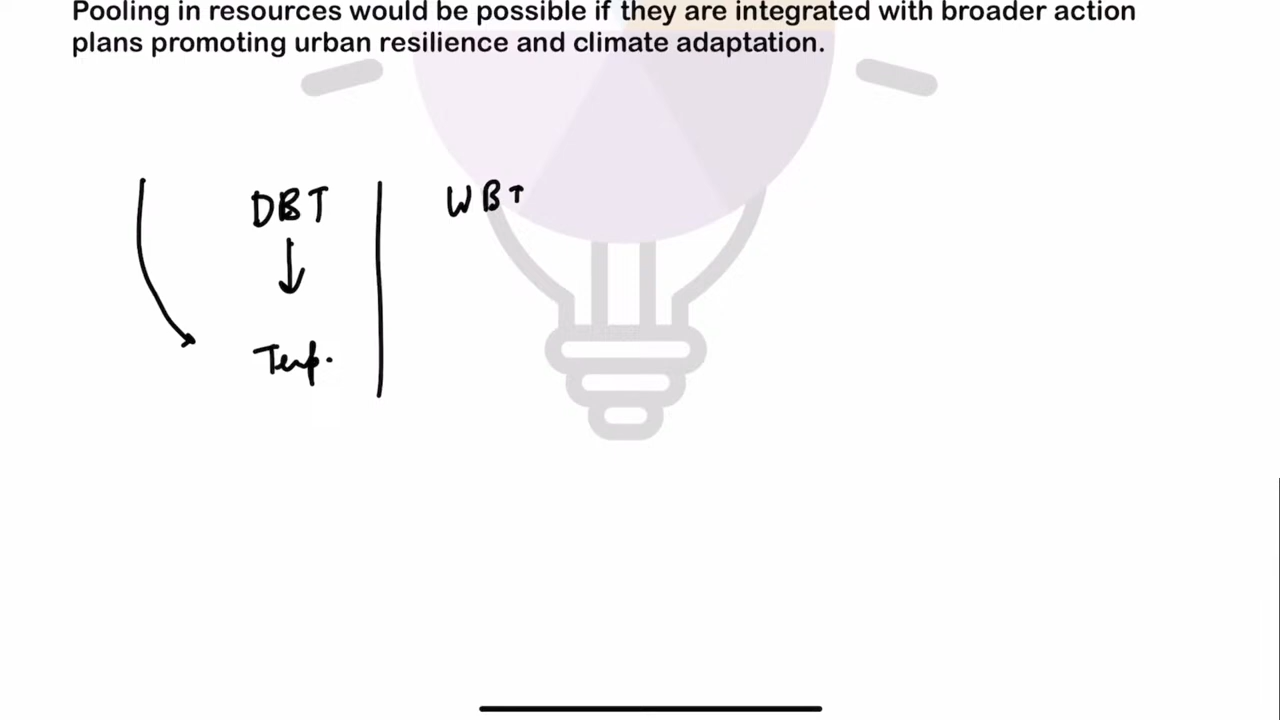 Pooling in resources would be possible if they are integrated with broader action
plans promoting urban resilience and climate adaptation.
DBT WBT
Temp.